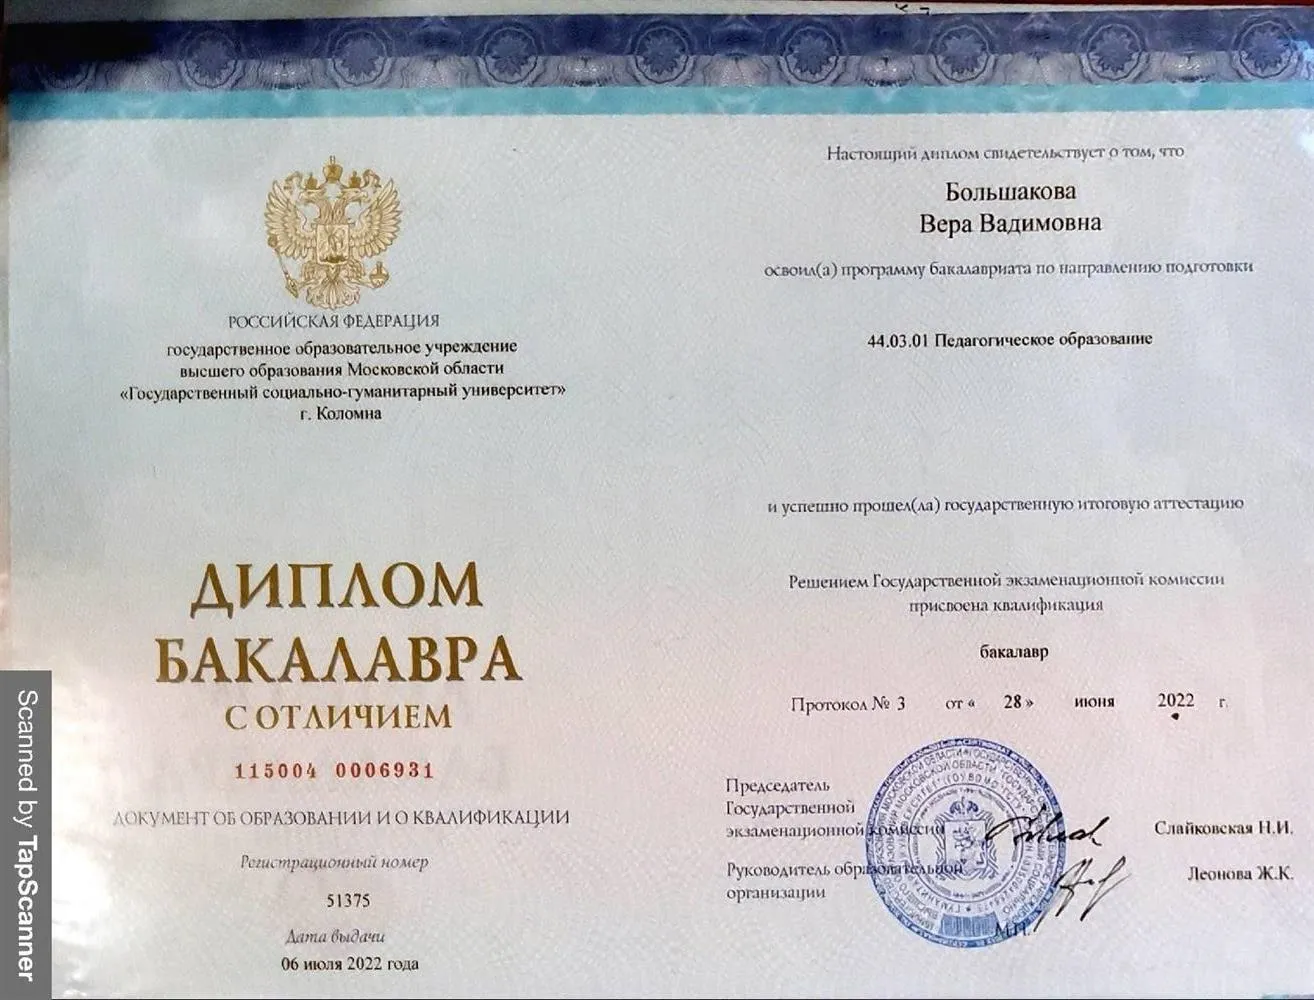 РОССИЙСКАЯ ФЕДЕРАЦИЯ
государственное образовательное учреждение
высшего образования Московской области
«Государственный социально-гуманитарный университет»
г. Коломна
ДИПЛОМ
БАКАЛАВРА
С ОТЛИЧИЕМ
115004 0006931
ДОКУМЕНТ ОБ ОБРАЗОВАНИИ И О КВАЛИФИКАЦИИ
Регистрационный номер
51375
Дата выдачи
06 июля 2022 года
Настоящий диплом свидетельствует о том, что
Большакова
Вера Вадимовна
освоил(а) программу бакалавриата по направлению подготовки
44.03.01 Педагогическое образование
и успешно прошел(ла) государственную итоговую аттестацию
Решением Государственной экзаменационной комиссии
присвоена квалификация
бакалавр
Протокол № 3 от « 28 » июня 2022 г.
Председатель
Государственной
экзаменационной комиссии Слайковская Н.И.
Руководитель образовательной Леонова Ж.К.
организации
М.П.
Scanned by TapScanner